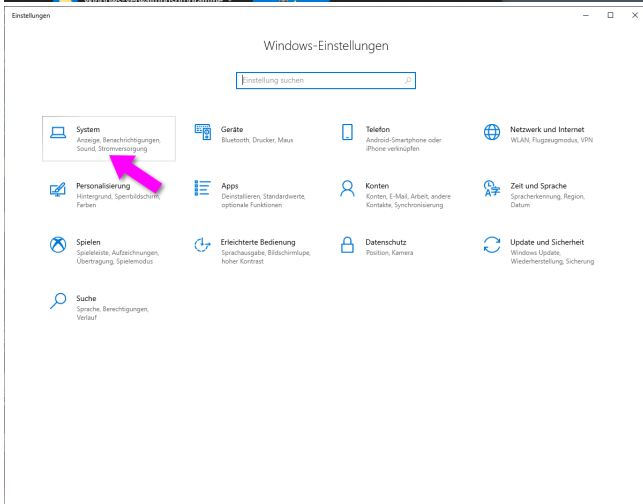 Einstellungen
Windows-Einstellungen
Einstellung suchen
System
Anzeige, Benachrichtigungen,
Sound, Stromversorgung
Geräte
Bluetooth, Drucker, Maus
Telefon
Android-Smartphone oder
iPhone verknüpfen
Netzwerk und Internet
WLAN, Flugzeugmodus, VPN
Personalisierung
Hintergrund, Sperrbildschirm,
Farben
Apps
Deinstallieren, Standardwerte,
optionale Funktionen
Konten
Konten, E-Mail, Arbeit, andere
Kontakte, Synchronisierung
Zeit und Sprache
Spracherkennung, Region,
Datum
Spielen
Spieleleiste, Aufzeichnungen,
Übertragung, Spielemodus
Erleichterte Bedienung
Sprachausgabe, Bildschirmlupe,
hoher Kontrast
Datenschutz
Position, Kamera
Update und Sicherheit
Windows Update,
Wiederherstellung, Sicherung
Suche
Sprache, Berechtigungen,
Verlauf